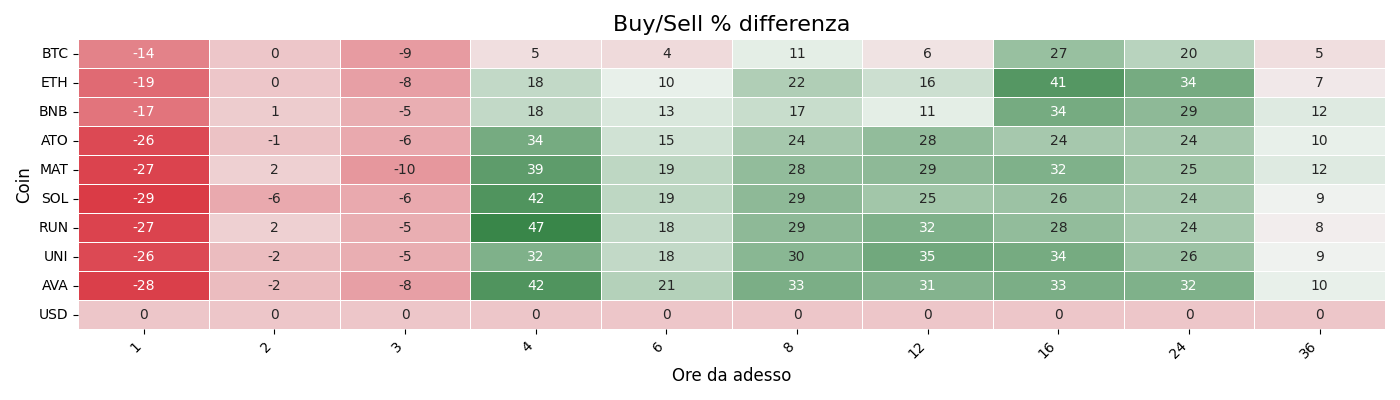 Buy/Sell % differenza
Coin
BTC -14 0 -9 5 4 11 6 27 20 5
ETH -19 0 -8 18 10 22 16 41 34 7
BNB -17 1 -5 18 13 17 11 34 29 12
ATO -26 -1 -6 34 15 24 28 24 24 10
MAT -27 2 -10 39 19 28 29 32 25 12
SOL -29 -6 -6 42 19 29 25 26 24 9
RUN -27 2 -5 47 18 29 32 28 24 8
UNI -26 -2 -5 32 18 30 35 34 26 9
AVA -28 -2 -8 42 21 33 31 33 32 10
USD 0 0 0 0 0 0 0 0 0 0
1 2 3 4 6 8 12 16 24 36
Ore da adesso